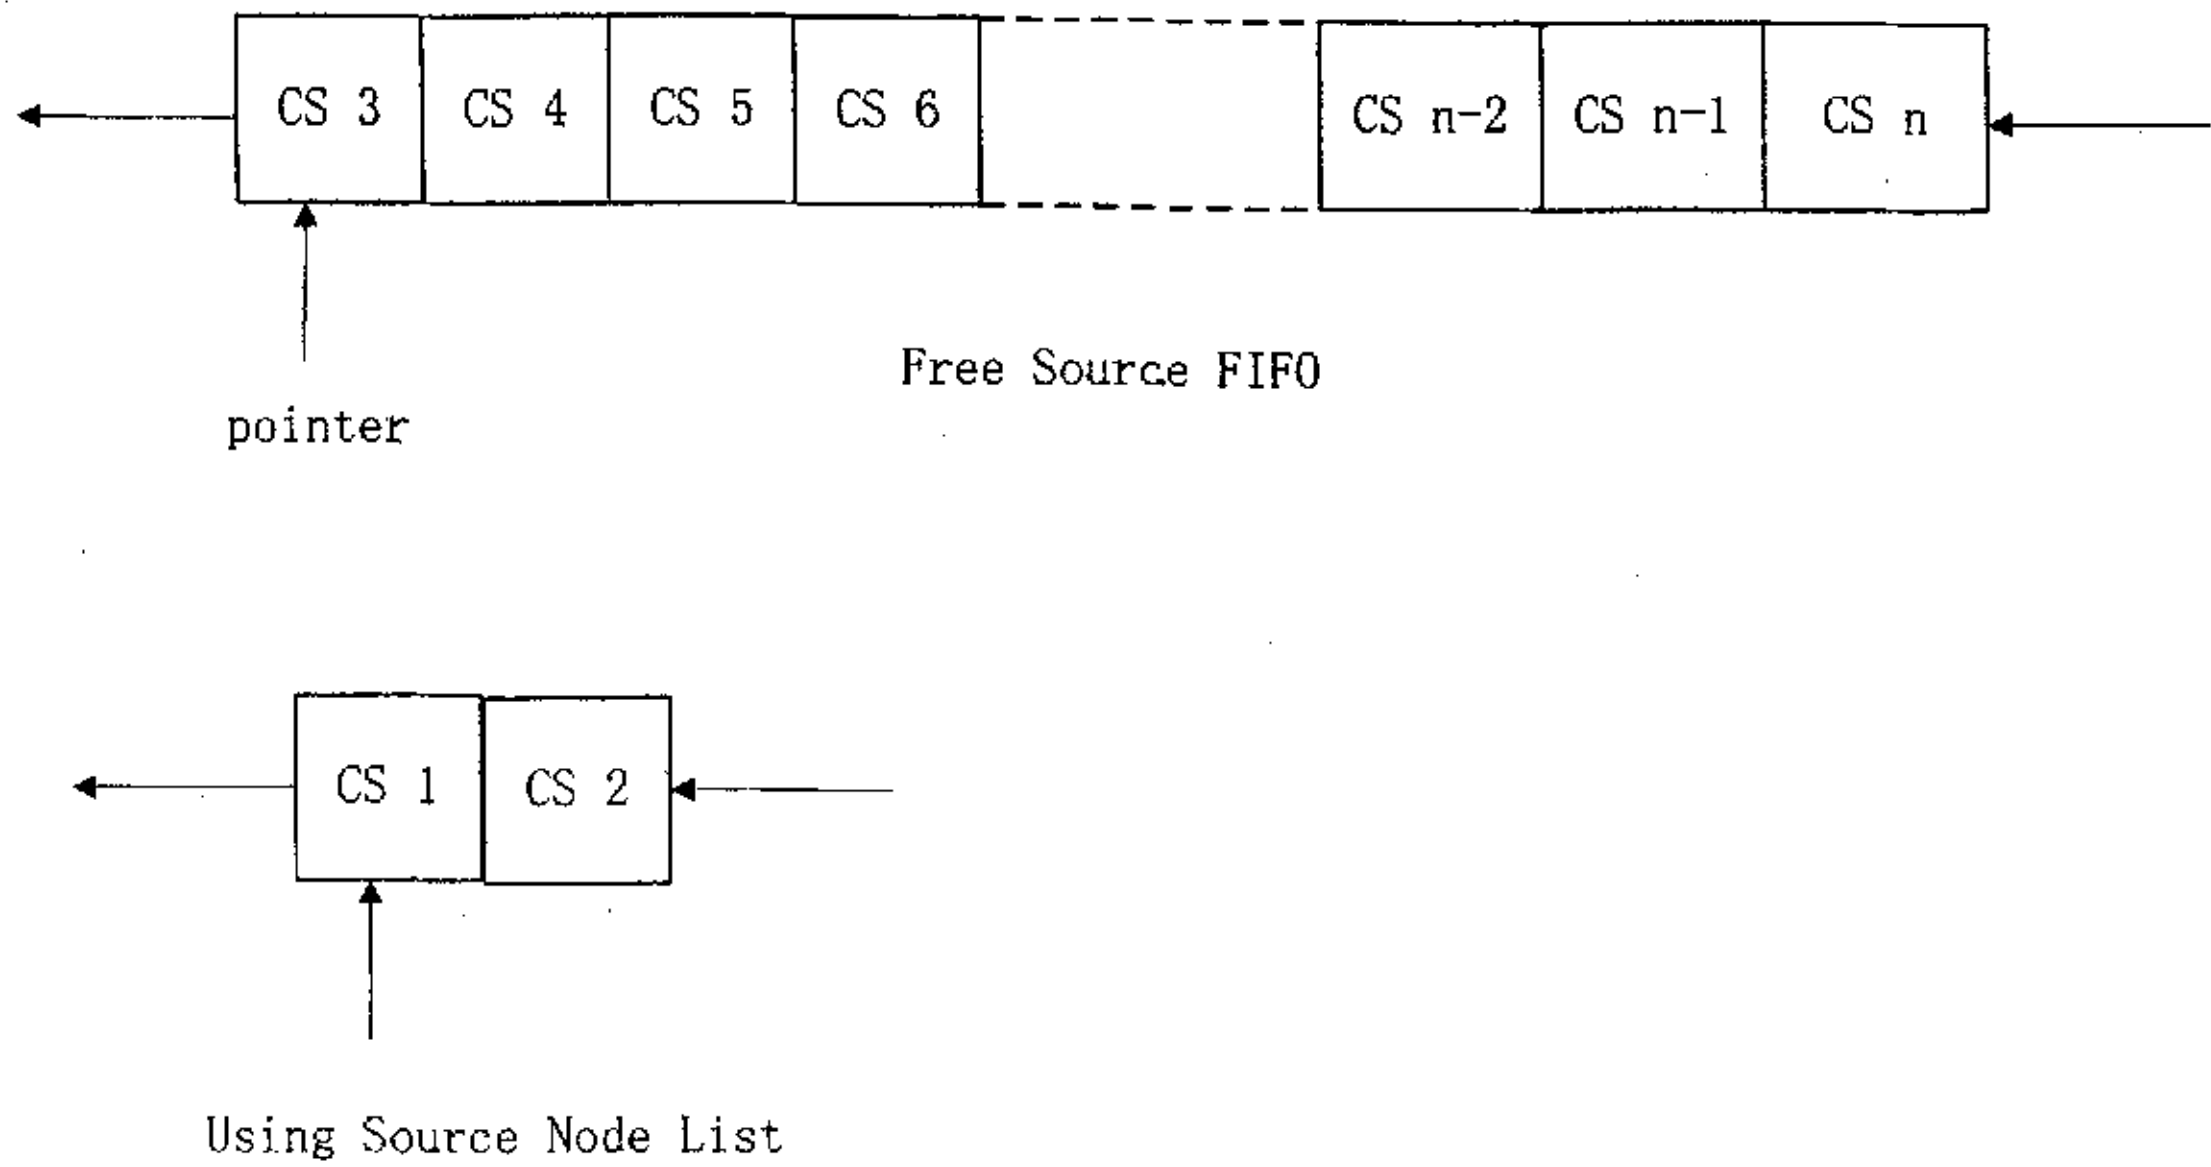 CS 3 CS 4 CS 5 CS 6 CS n-2 CS n-1 CS n
Free Source FIFO
pointer
CS 1 CS 2
Using Source Node List